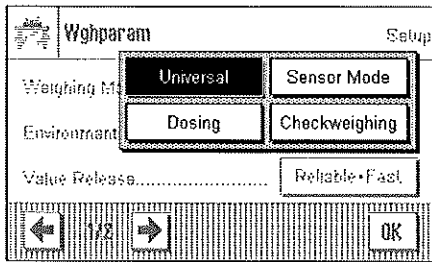 Wghparam
Setup
Universal
Sensor Mode
Weighing M
Dosing
Checkweighing
Environment
Value Release
Reliable+Fast
1/2
OK